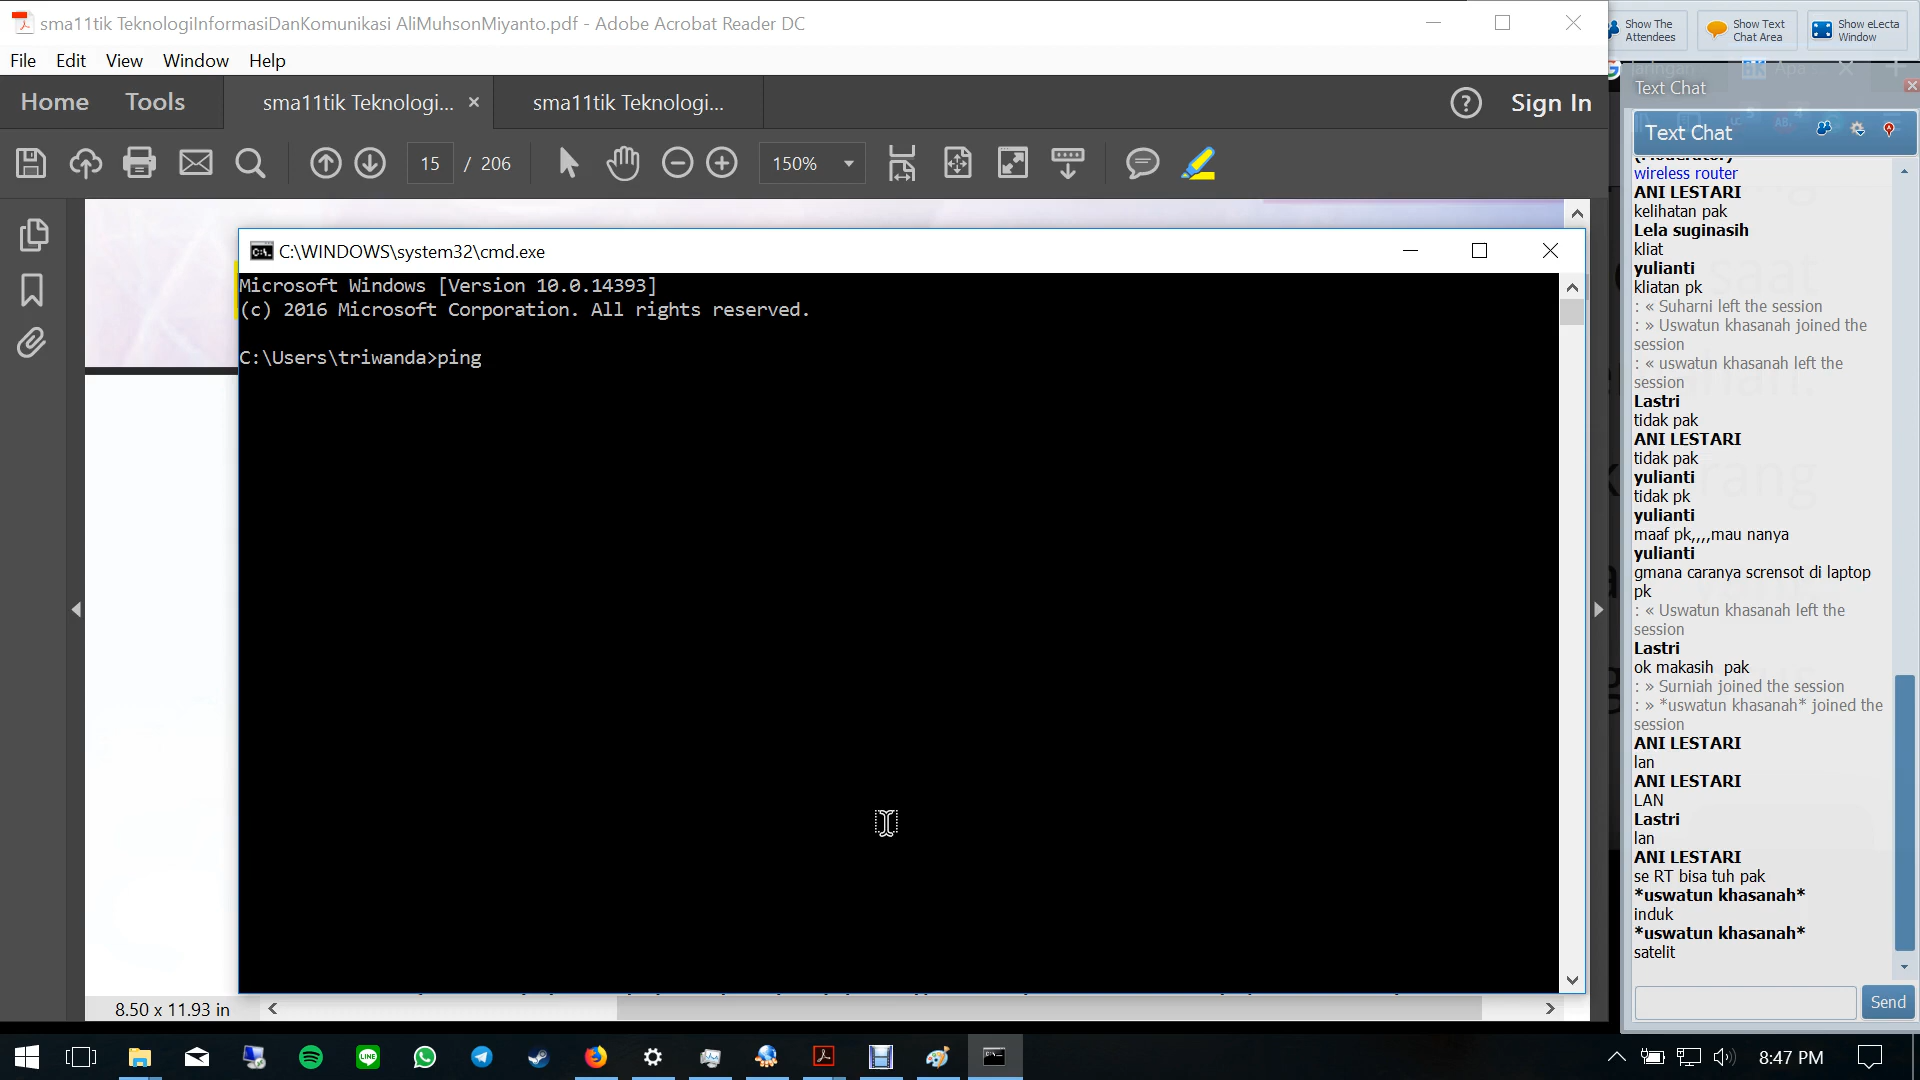 sma11tik TeknologiInformasiDanKomunikasi AliMuhsonMiyanto.pdf - Adobe Acrobat Reader DC
File Edit View Window Help
Home Tools sma11tik Teknologi... × sma11tik Teknologi... Sign In
15 / 206 150%
C:\WINDOWS\system32\cmd.exe
Microsoft Windows [Version 10.0.14393]
(c) 2016 Microsoft Corporation. All rights reserved.
C:\Users\triwanda>ping
8.50 x 11.93 in
Show The Attendees
Show Text Chat Area
Show eLecta Window
Text Chat
Text Chat
(Moderator)
wireless router
ANI LESTARI
kelihatan pak
Lela suginasih
kliat
yulianti
kliatan pk
: « Suharni left the session
: » Uswatun khasanah joined the
session
: « uswatun khasanah left the
session
Lastri
tidak pak
ANI LESTARI
tidak pak
yulianti
tidak pk
yulianti
maaf pk,,,,mau nanya
yulianti
gmana caranya scrensot di laptop
pk
: « Uswatun khasanah left the
session
Lastri
ok makasih  pak
: » Surniah joined the session
: » *uswatun khasanah* joined the
session
ANI LESTARI
lan
ANI LESTARI
LAN
Lastri
lan
ANI LESTARI
se RT bisa tuh pak
*uswatun khasanah*
induk
*uswatun khasanah*
satelit
Send
LINE
8:47 PM